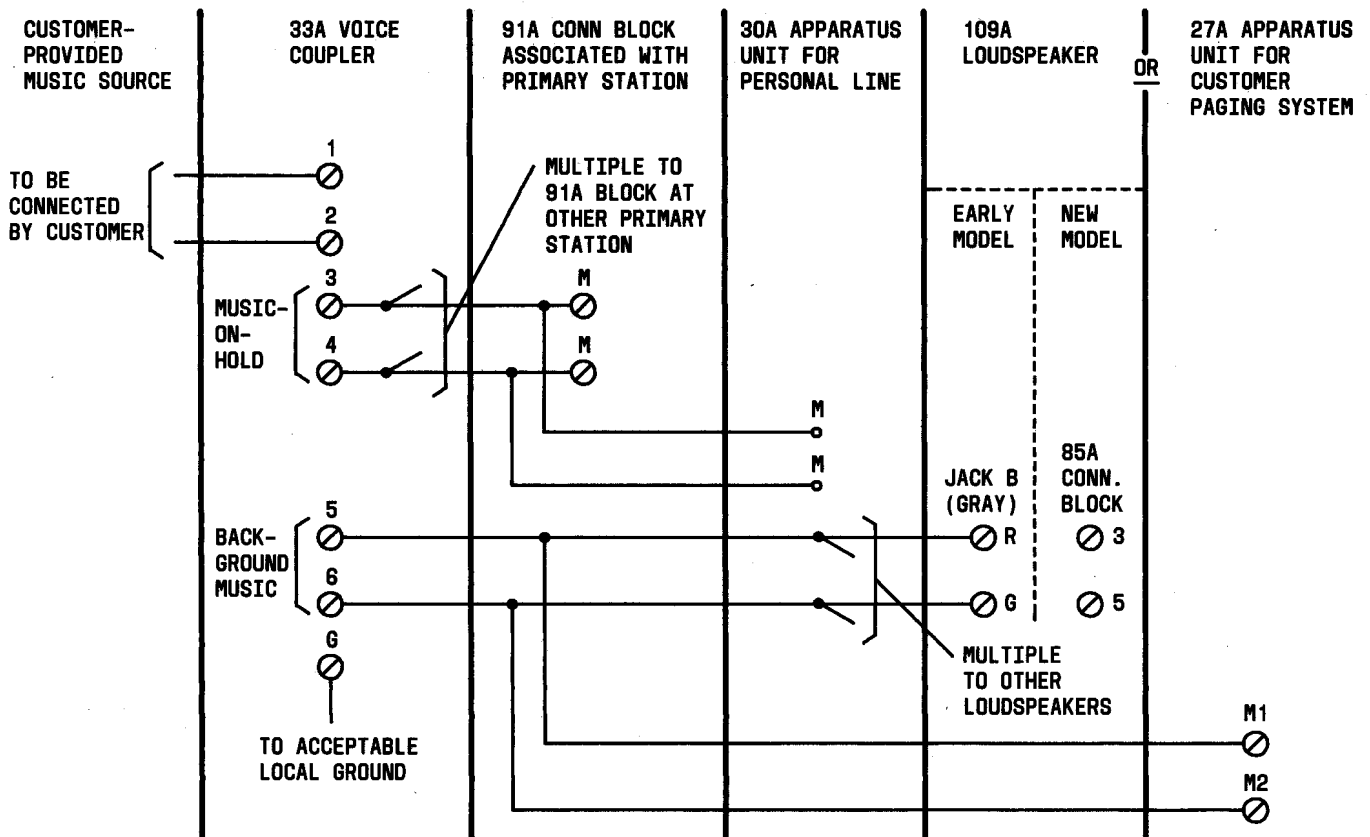 CUSTOMER-
PROVIDED
MUSIC SOURCE
33A VOICE
COUPLER
91A CONN BLOCK
ASSOCIATED WITH
PRIMARY STATION
30A APPARATUS
UNIT FOR
PERSONAL LINE
109A
LOUDSPEAKER
OR
27A APPARATUS
UNIT FOR
CUSTOMER
PAGING SYSTEM
TO BE
CONNECTED
BY CUSTOMER
1
2
MULTIPLE TO
91A BLOCK AT
OTHER PRIMARY
STATION
EARLY
MODEL
NEW
MODEL
MUSIC-
ON-
HOLD
3
4
M
M
M
M
JACK B
(GRAY)
85A
CONN.
BLOCK
BACK-
GROUND
MUSIC
5
6
R
3
G
5
G
TO ACCEPTABLE
LOCAL GROUND
MULTIPLE
TO OTHER
LOUDSPEAKERS
M1
M2